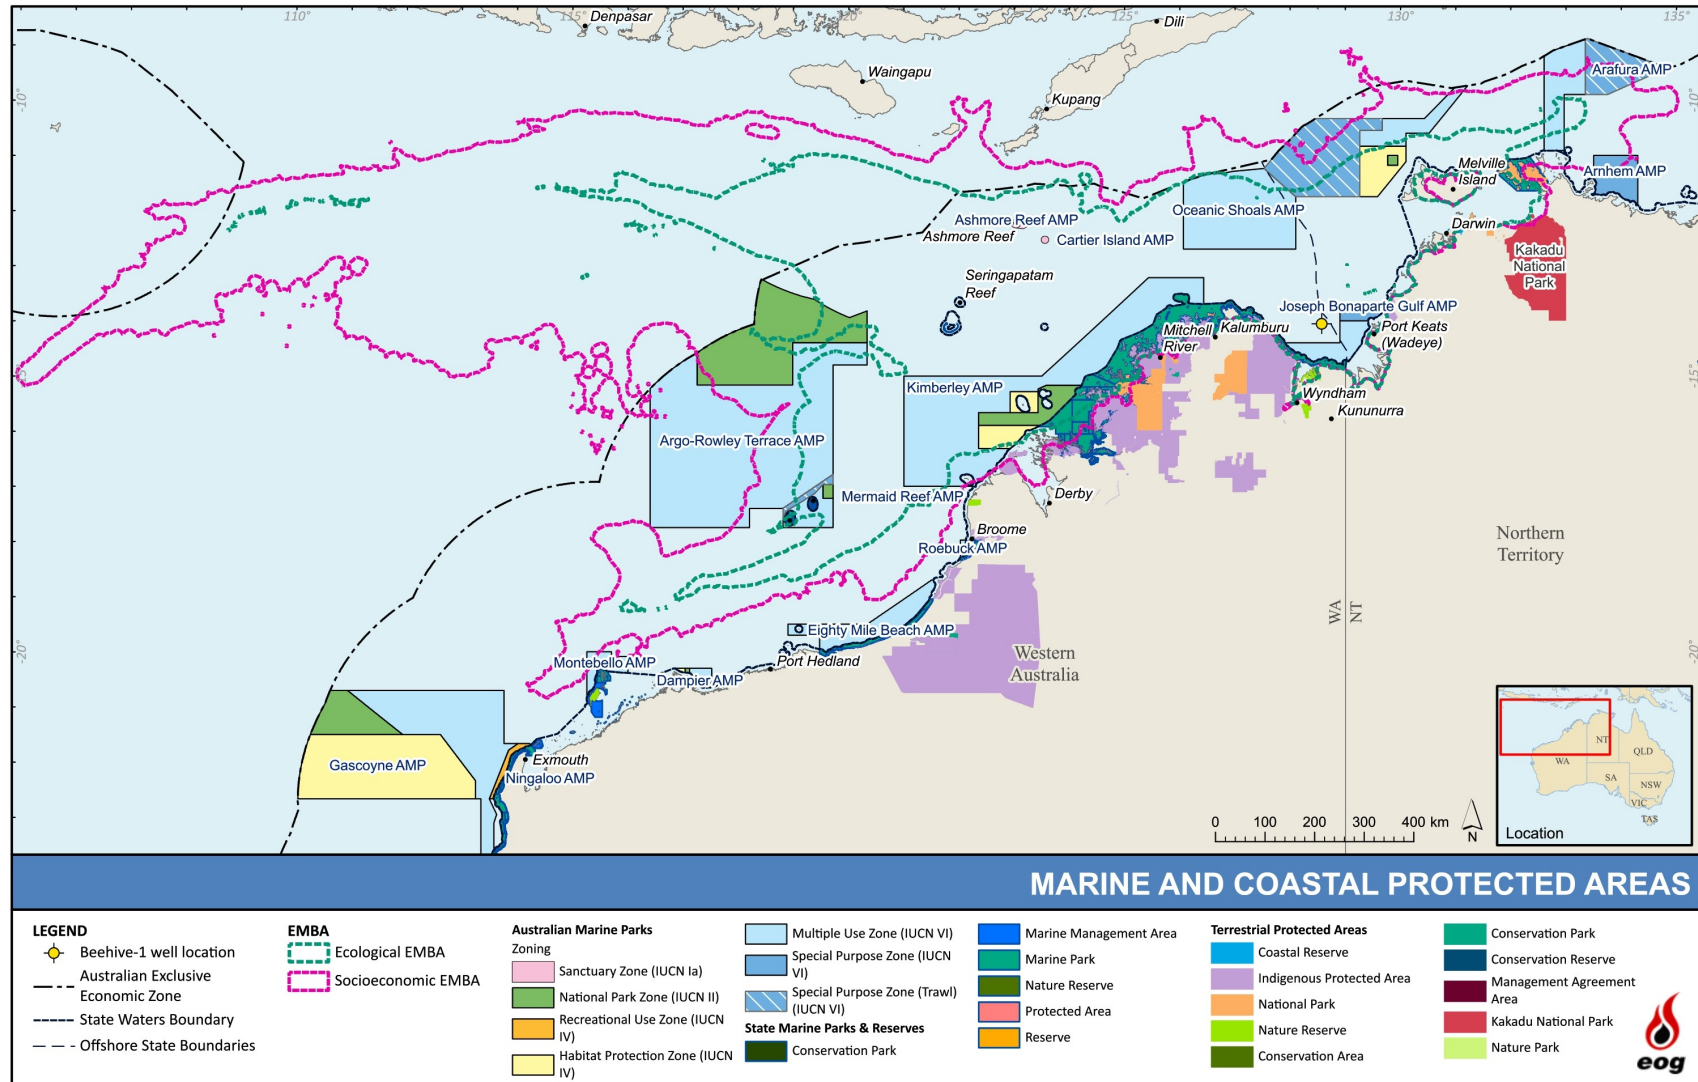 110°
115°
120°
125°
130°
135°
Denpasar
Dili
Waingapu
Kupang
Arafura AMP
-10°
-10°
Melville
Island
Arnhem AMP
Oceanic Shoals AMP
Ashmore Reef AMP
Ashmore Reef
Cartier Island AMP
Darwin
Kakadu
National
Park
Seringapatam
Reef
Joseph Bonaparte Gulf AMP
Mitchell
River
Kalumburu
Port Keats
(Wadeye)
-15°
Kimberley AMP
Wyndham
Kununurra
Argo-Rowley Terrace AMP
Mermaid Reef AMP
Derby
Broome
Roebuck AMP
Northern
Territory
WA
NT
Eighty Mile Beach AMP
-20°
-20°
Montebello AMP
Port Hedland
Dampier AMP
Western
Australia
Gascoyne AMP
Exmouth
Ningaloo AMP
0 100 200 300 400 km
N
NT
QLD
WA
SA
NSW
VIC
TAS
Location
MARINE AND COASTAL PROTECTED AREAS
LEGEND
Beehive-1 well location
Australian Exclusive
Economic Zone
State Waters Boundary
Offshore State Boundaries
EMBA
Ecological EMBA
Socioeconomic EMBA
Australian Marine Parks
Zoning
Sanctuary Zone (IUCN Ia)
National Park Zone (IUCN II)
Recreational Use Zone (IUCN
IV)
Habitat Protection Zone (IUCN
IV)
Multiple Use Zone (IUCN VI)
Special Purpose Zone (IUCN
VI)
Special Purpose Zone (Trawl)
(IUCN VI)
State Marine Parks & Reserves
Conservation Park
Marine Management Area
Marine Park
Nature Reserve
Protected Area
Reserve
Terrestrial Protected Areas
Coastal Reserve
Indigenous Protected Area
National Park
Nature Reserve
Conservation Area
Conservation Park
Conservation Reserve
Management Agreement
Area
Kakadu National Park
Nature Park
eog